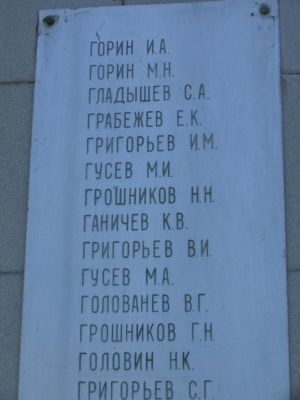 ГОРИН И.А.
ГОРИН М.Н.
ГЛАДЫШЕВ С.А.
ГРАБЕЖЕВ Е.К.
ГРИГОРЬЕВ И.М.
ГУСЕВ М.И.
ГРОШНИКОВ Н.Н.
ГАНИЧЕВ К.В.
ГРИГОРЬЕВ В.И.
ГУСЕВ М.А.
ГОЛОВАНЕВ В.Г.
ГРОШНИКОВ Г.Н
ГОЛОВИН Н.К.
ГРИГОРЬЕВ С.Г.